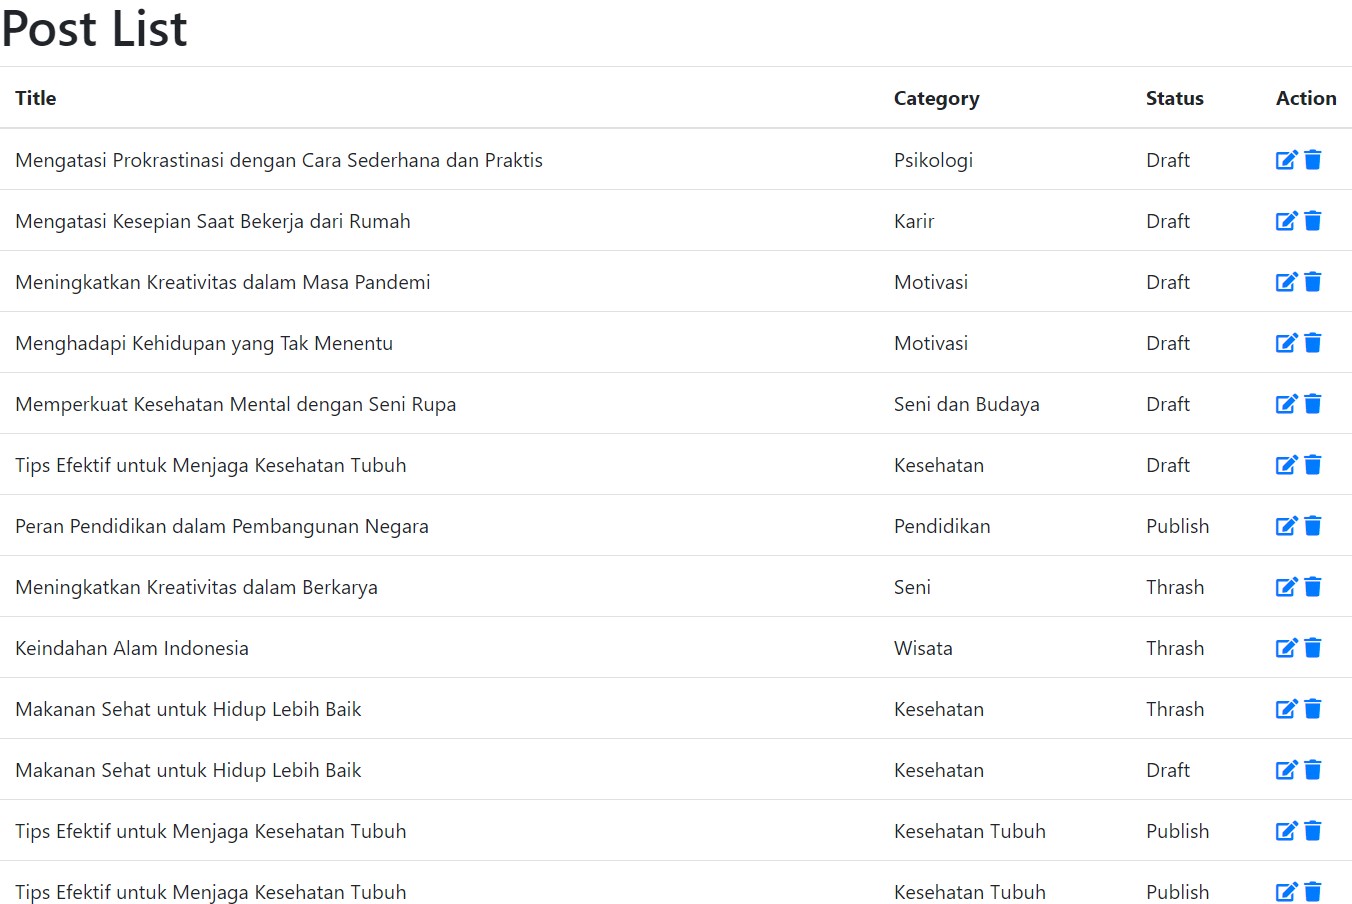 Post List
Title Category Status Action
Mengatasi Prokrastinasi dengan Cara Sederhana dan Praktis Psikologi Draft
Mengatasi Kesepian Saat Bekerja dari Rumah Karir Draft
Meningkatkan Kreativitas dalam Masa Pandemi Motivasi Draft
Menghadapi Kehidupan yang Tak Menentu Motivasi Draft
Memperkuat Kesehatan Mental dengan Seni Rupa Seni dan Budaya Draft
Tips Efektif untuk Menjaga Kesehatan Tubuh Kesehatan Draft
Peran Pendidikan dalam Pembangunan Negara Pendidikan Publish
Meningkatkan Kreativitas dalam Berkarya Seni Thrash
Keindahan Alam Indonesia Wisata Thrash
Makanan Sehat untuk Hidup Lebih Baik Kesehatan Thrash
Makanan Sehat untuk Hidup Lebih Baik Kesehatan Draft
Tips Efektif untuk Menjaga Kesehatan Tubuh Kesehatan Tubuh Publish
Tips Efektif untuk Menjaga Kesehatan Tubuh Kesehatan Tubuh Publish